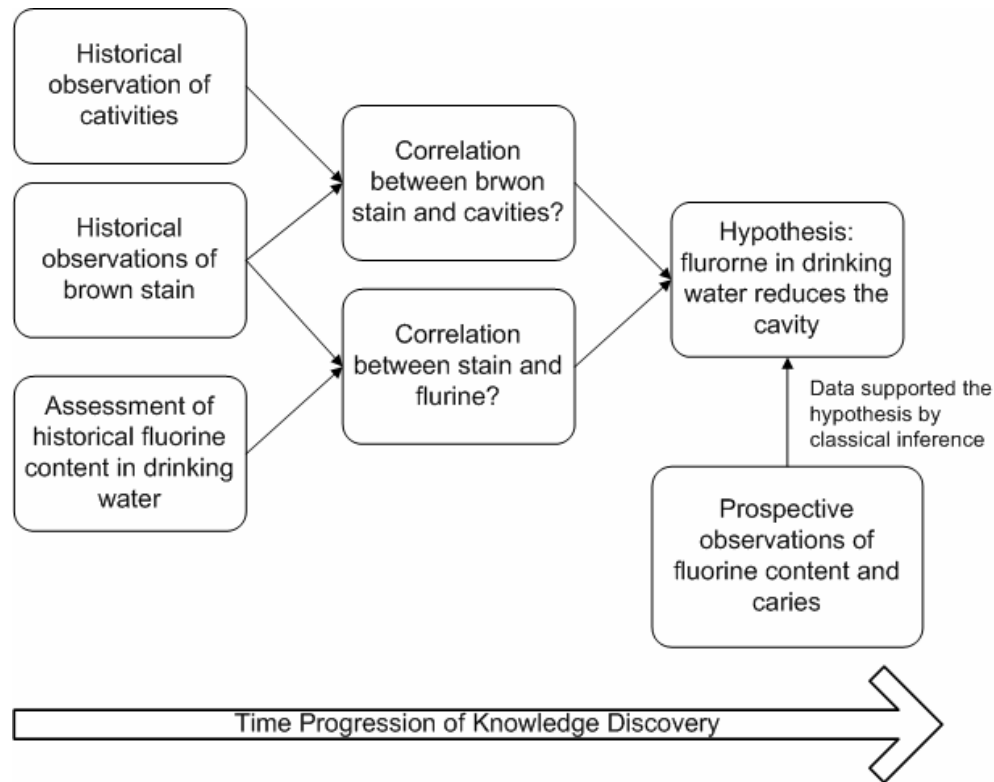 Historical
observation of
cativities
Historical
observations of
brown stain
Assessment of
historical fluorine
content in drinking
water
Correlation
between brwon
stain and cavities?
Correlation
between stain and
flurine?
Hypothesis:
flurorne in drinking
water reduces the
cavity
Data supported the
hypothesis by
classical inference
Prospective
observations of
fluorine content and
caries
Time Progression of Knowledge Discovery